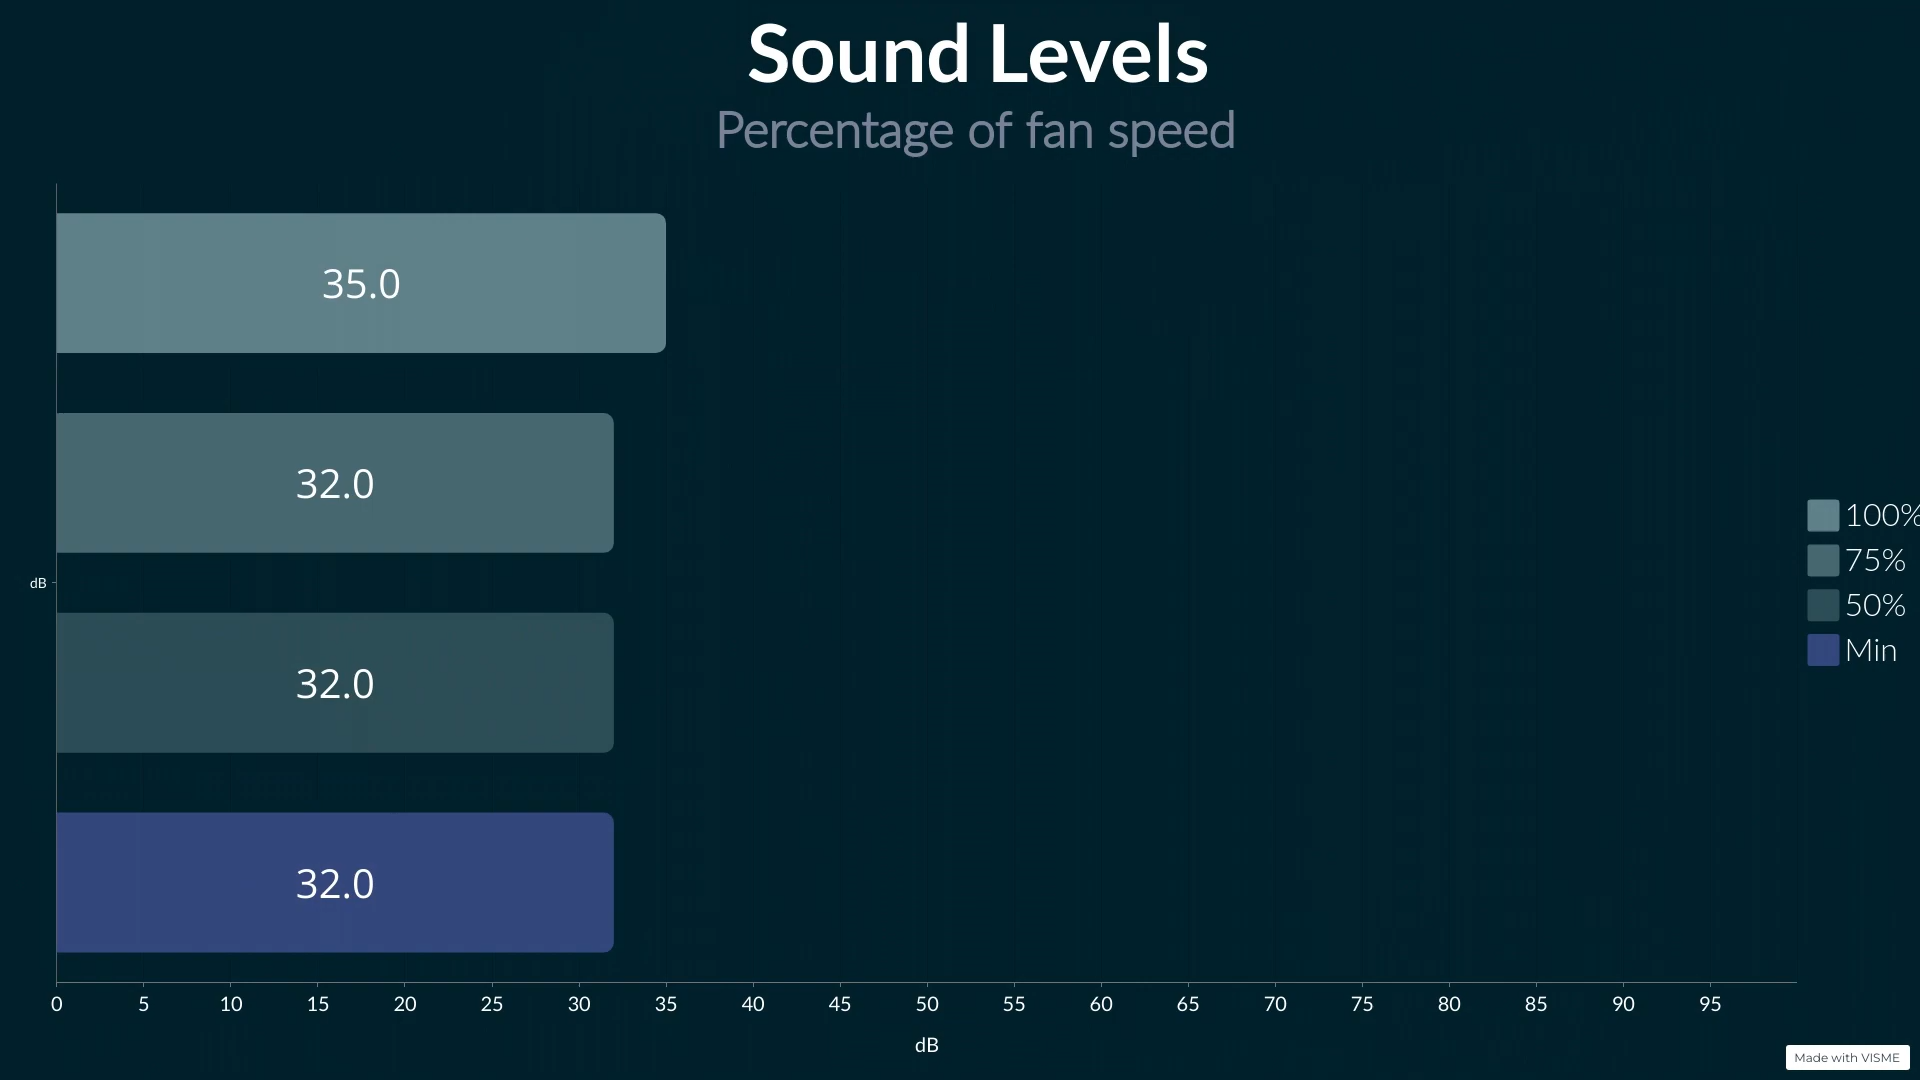 Sound Levels
Percentage of fan speed
35.0
32.0
dB
32.0
32.0
100%
75%
50%
Min
0 5 10 15 20 25 30 35 40 45 50 55 60 65 70 75 80 85 90 95
dB
Made with VISME